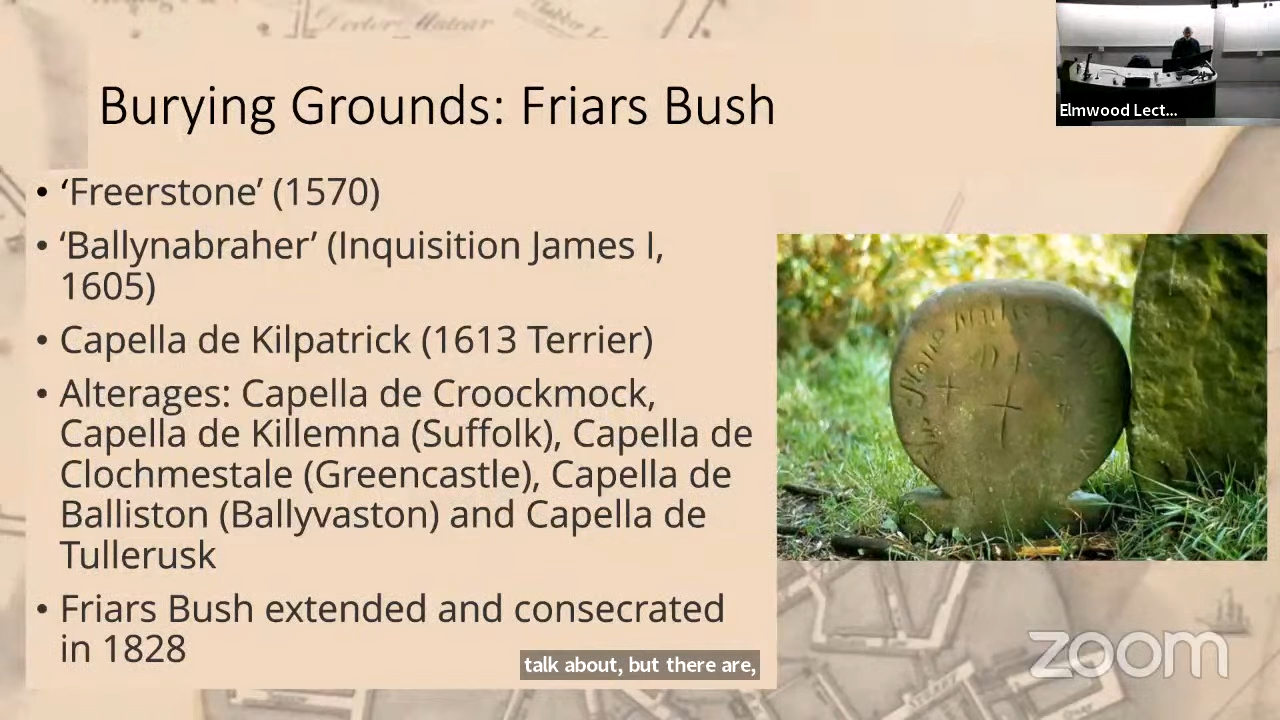 Doctor Matear
Elmwood Lect...
Burying Grounds: Friars Bush
• ‘Freerstone’ (1570)
• ‘Ballynabraher’ (Inquisition James I,
1605)
• Capella de Kilpatrick (1613 Terrier)
• Alterages: Capella de Croockmock,
Capella de Killemna (Suffolk), Capella de
Clochmestale (Greencastle), Capella de
Balliston (Ballyvaston) and Capella de
Tullerusk
• Friars Bush extended and consecrated
in 1828
talk about, but there are,
zoom